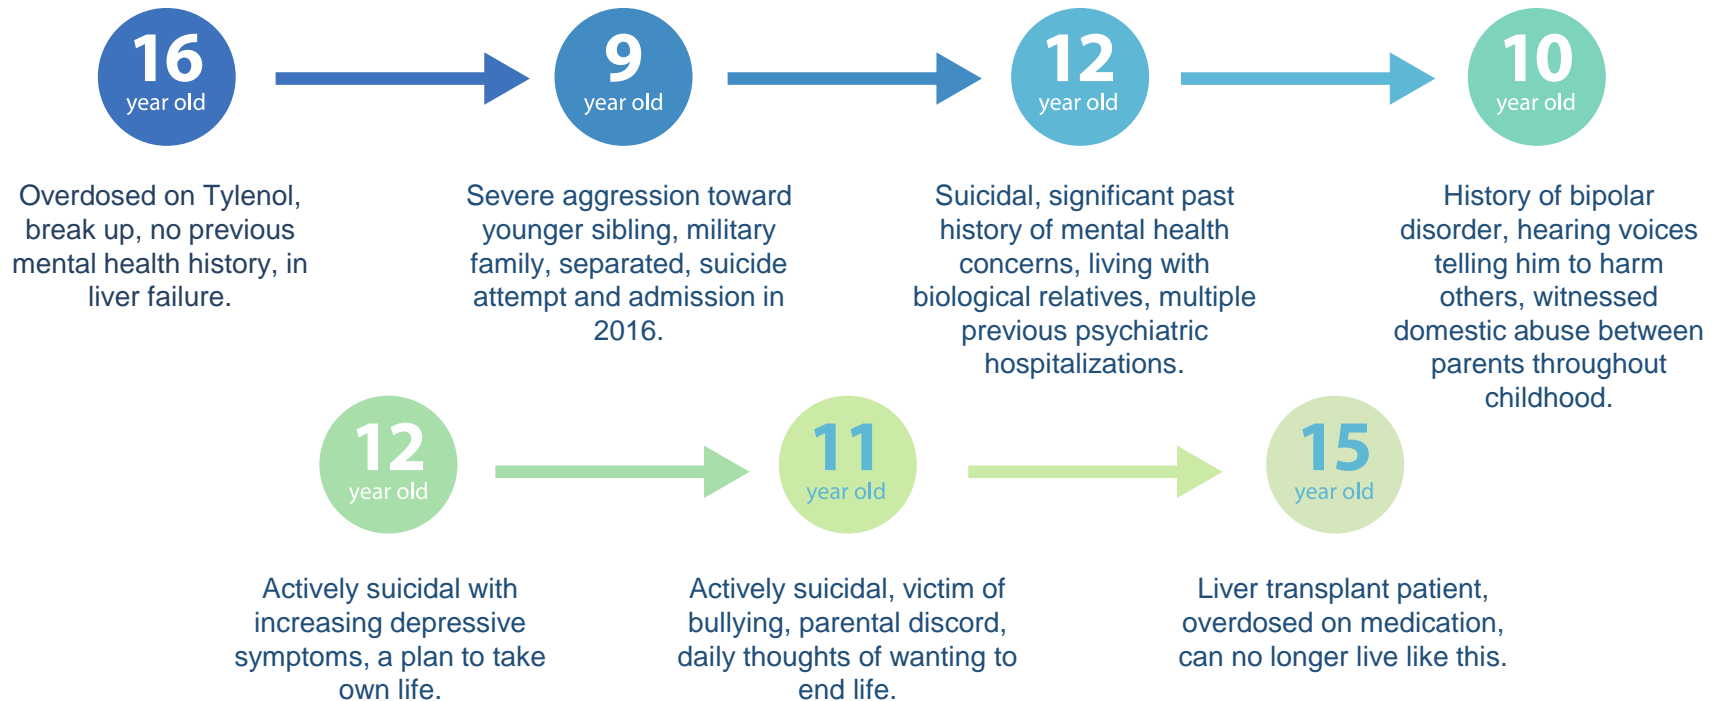 16
year old
Overdosed on Tylenol,
break up, no previous
mental health history, in
liver failure.
9
year old
Severe aggression toward
younger sibling, military
family, separated, suicide
attempt and admission in
2016.
12
year old
Suicidal, significant past
history of mental health
concerns, living with
biological relatives, multiple
previous psychiatric
hospitalizations.
10
year old
History of bipolar
disorder, hearing voices
telling him to harm
others, witnessed
domestic abuse between
parents throughout
childhood.
12
year old
Actively suicidal with
increasing depressive
symptoms, a plan to take
own life.
11
year old
Actively suicidal, victim of
bullying, parental discord,
daily thoughts of wanting to
end life.
15
year old
Liver transplant patient,
overdosed on medication,
can no longer live like this.